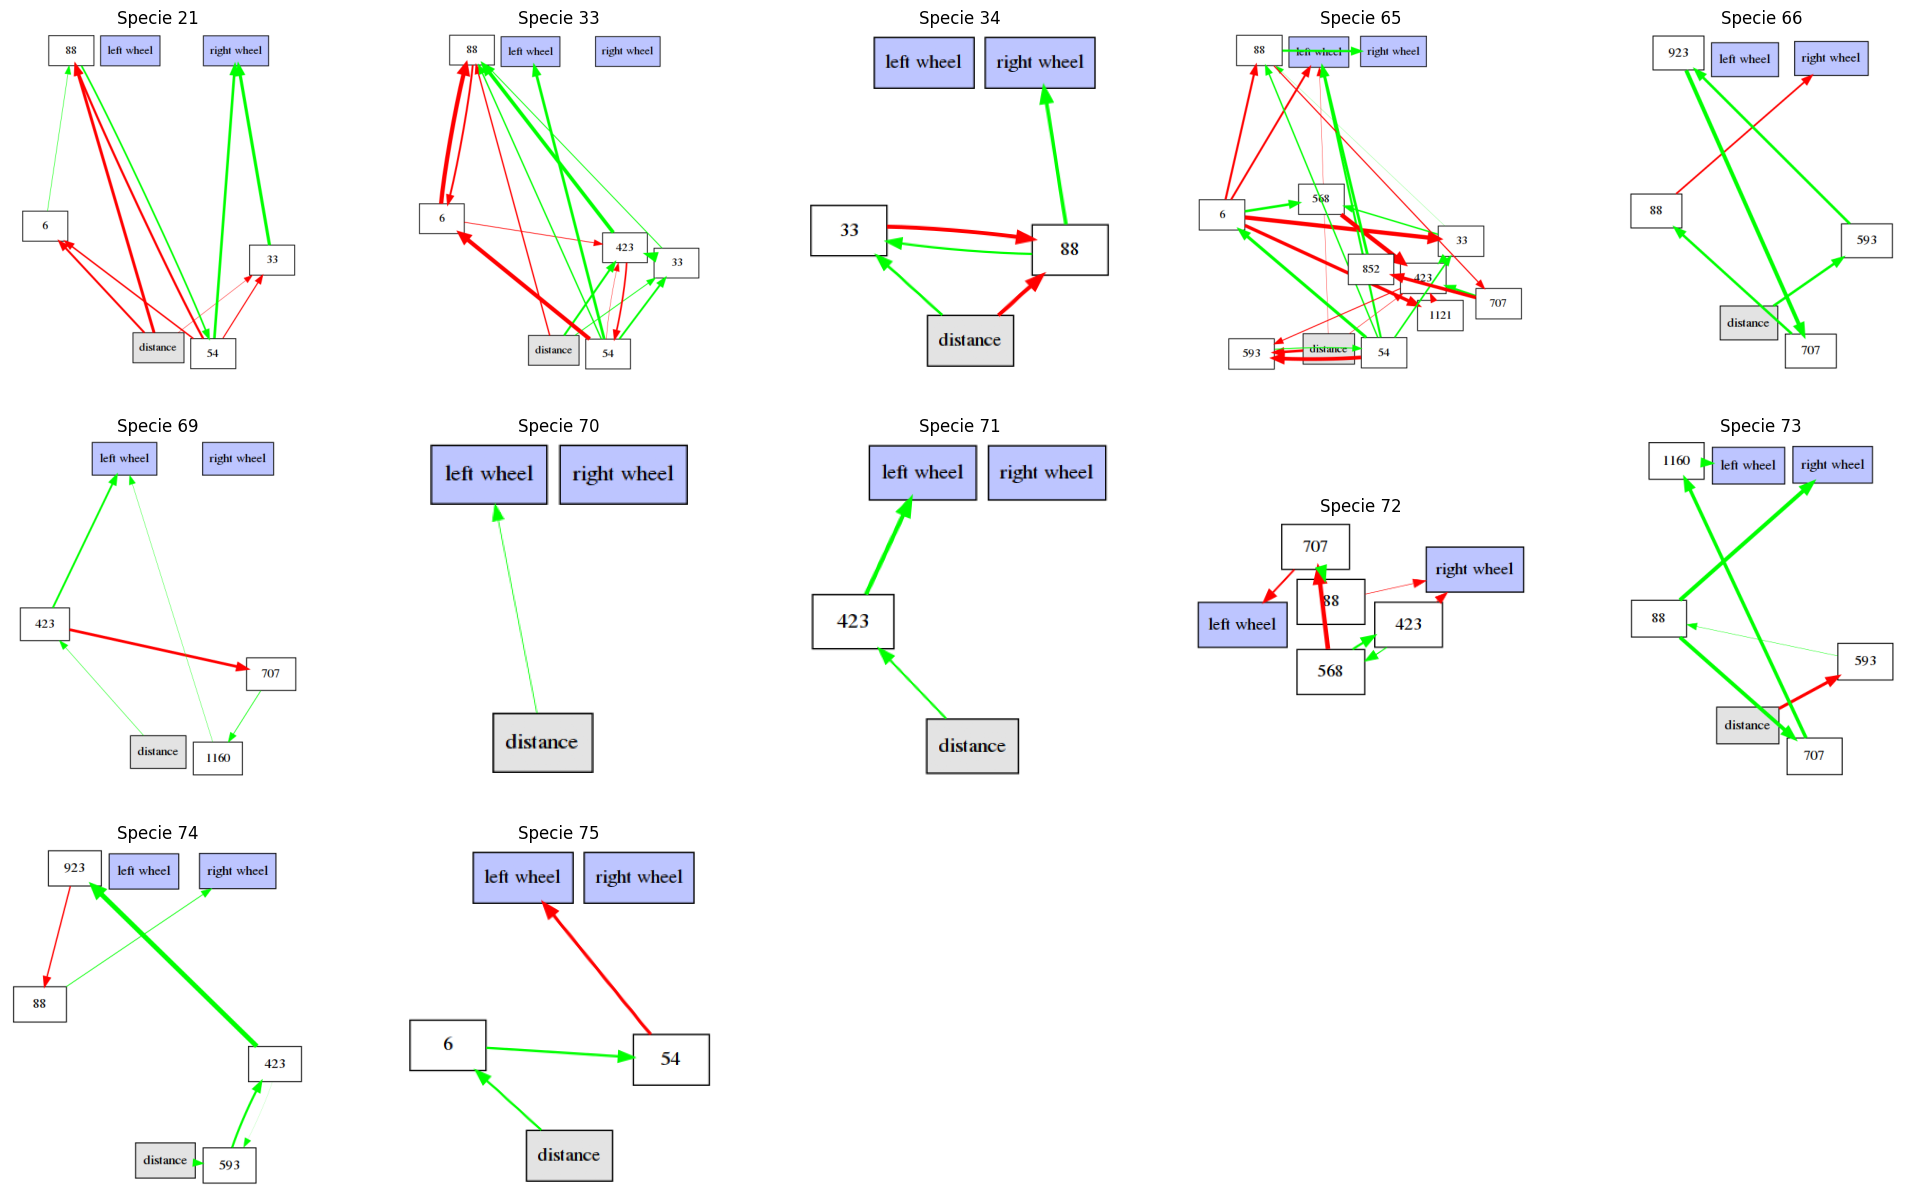 Specie 21
88
left wheel
right wheel
6
33
distance
54
Specie 33
88
left wheel
right wheel
6
423
33
distance
54
Specie 34
left wheel
right wheel
33
88
distance
Specie 65
88
left wheel
right wheel
568
6
33
852
423
707
1121
593
distance
54
Specie 66
923
left wheel
right wheel
88
593
distance
707
Specie 69
left wheel
right wheel
423
707
distance
1160
Specie 70
left wheel
right wheel
distance
Specie 71
left wheel
right wheel
423
distance
Specie 72
707
right wheel
88
left wheel
423
568
Specie 73
1160
left wheel
right wheel
88
593
distance
707
Specie 74
923
left wheel
right wheel
88
423
distance
593
Specie 75
left wheel
right wheel
6
54
distance